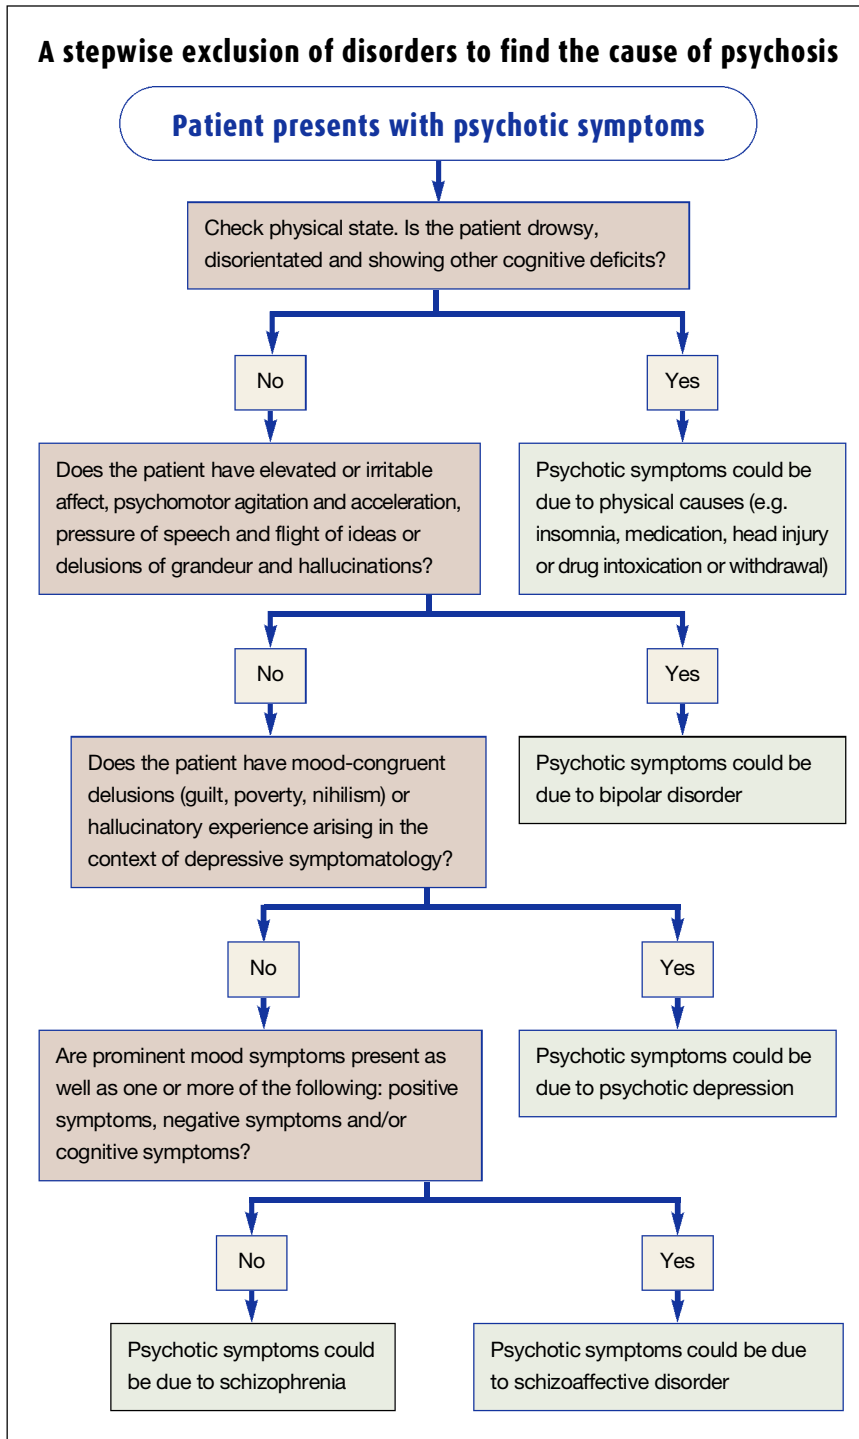 A stepwise exclusion of disorders to find the cause of psychosis
Patient presents with psychotic symptoms
Check physical state. Is the patient drowsy,
disorientated and showing other cognitive deficits?
No
Yes
Does the patient have elevated or irritable
affect, psychomotor agitation and acceleration,
pressure of speech and flight of ideas or
delusions of grandeur and hallucinations?
Psychotic symptoms could be
due to physical causes (e.g.
insomnia, medication, head injury
or drug intoxication or withdrawal)
No
Yes
Does the patient have mood-congruent
delusions (guilt, poverty, nihilism) or
hallucinatory experience arising in the
context of depressive symptomatology?
Psychotic symptoms could be
due to bipolar disorder
No
Yes
Are prominent mood symptoms present as
well as one or more of the following: positive
symptoms, negative symptoms and/or
cognitive symptoms?
Psychotic symptoms could be
due to psychotic depression
No
Yes
Psychotic symptoms could
be due to schizophrenia
Psychotic symptoms could be due
to schizoaffective disorder